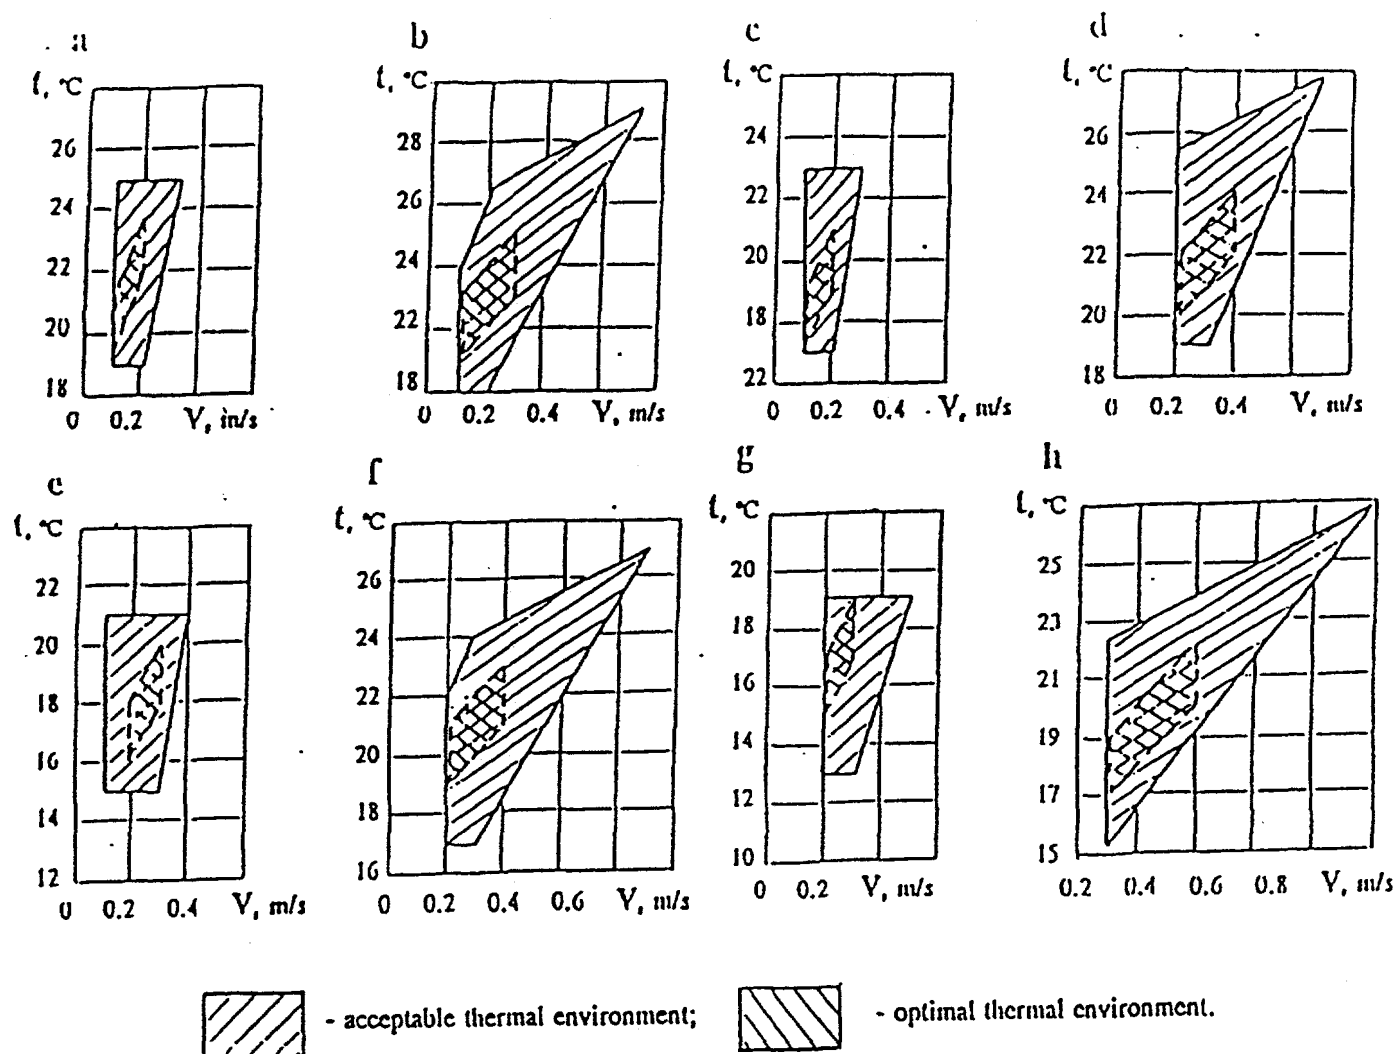 a
t, °C
26
24
22
20
18
0 0.2 V, m/s
b
t, °C
28
26
24
22
18
0 0.2 0.4 V, m/s
c
t, °C
24
22
20
18
22
0 0.2 0.4 V, m/s
d
t, °C
26
24
22
20
18
0 0.2 0.4 V, m/s
e
t, °C
22
20
18
16
14
12
0 0.2 0.4 V, m/s
f
t, °C
26
24
22
20
18
16
0 0.2 0.4 0.6 V, m/s
g
t, °C
20
18
16
14
12
10
0 0.2 V, m/s
h
t, °C
25
23
21
19
17
15
0.2 0.4 0.6 0.8 V, m/s
- acceptable thermal environment;
- optimal thermal environment.